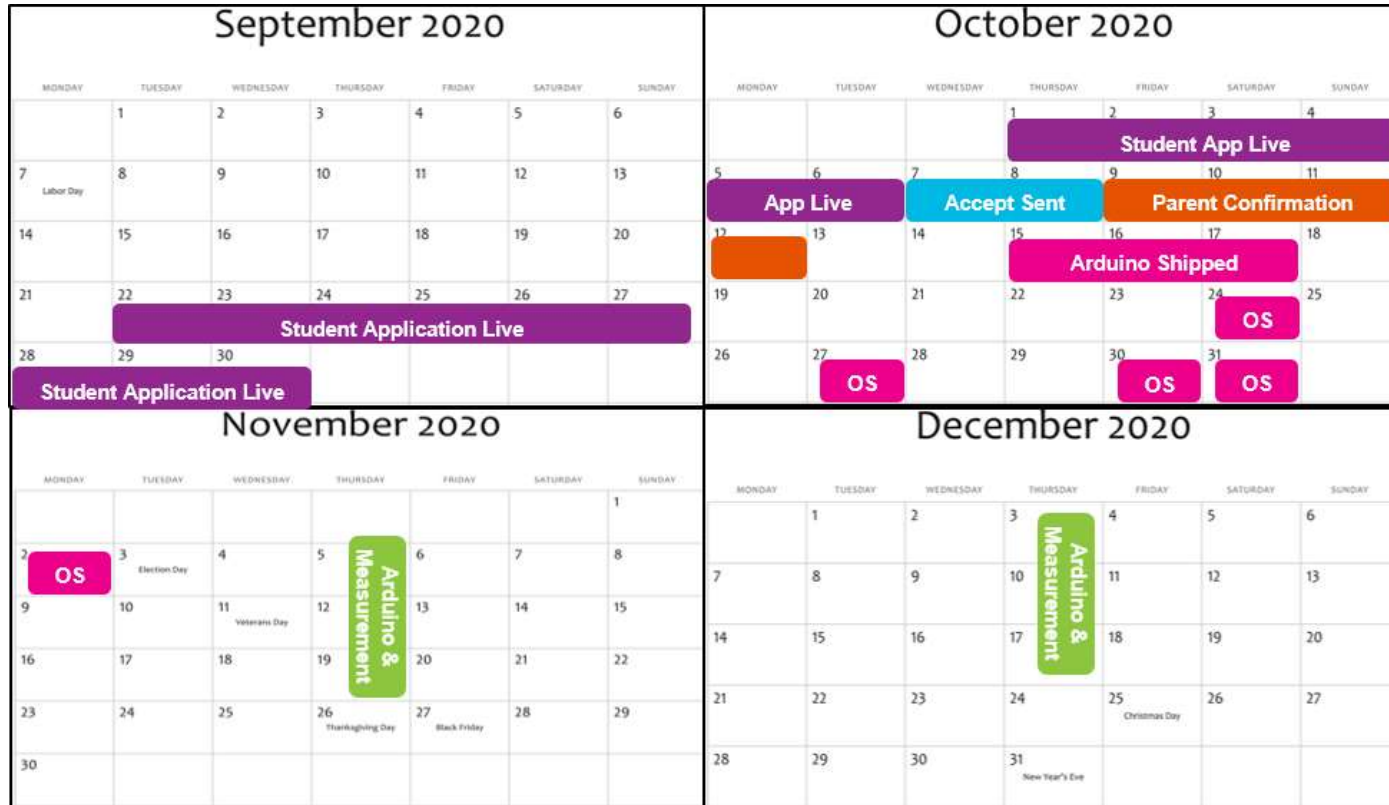 September 2020
MONDAY TUESDAY WEDNESDAY THURSDAY FRIDAY SATURDAY SUNDAY
1 2 3 4 5 6
7 8 9 10 11 12 13
Labor Day
14 15 16 17 18 19 20
21 22 23 24 25 26 27
Student Application Live
28 29 30
Student Application Live
October 2020
MONDAY TUESDAY WEDNESDAY THURSDAY FRIDAY SATURDAY SUNDAY
1 2 3 4
Student App Live
5 6 7 8 9 10 11
App Live Accept Sent Parent Confirmation
12 13 14 15 16 17 18
Arduino Shipped
19 20 21 22 23 24 25
OS
26 27 28 29 30 31
OS OS OS
November 2020
MONDAY TUESDAY WEDNESDAY THURSDAY FRIDAY SATURDAY SUNDAY
1
2 3 4 5 6 7 8
OS Election Day
9 10 11 12 13 14 15
Veterans Day
Arduino &
Measurement
16 17 18 19 20 21 22
23 24 25 26 27 28 29
Thanksgiving Day Black Friday
30
December 2020
MONDAY TUESDAY WEDNESDAY THURSDAY FRIDAY SATURDAY SUNDAY
1 2 3 4 5 6
7 8 9 10 11 12 13
Arduino &
Measurement
14 15 16 17 18 19 20
21 22 23 24 25 26 27
Christmas Day
28 29 30 31
New Year's Eve